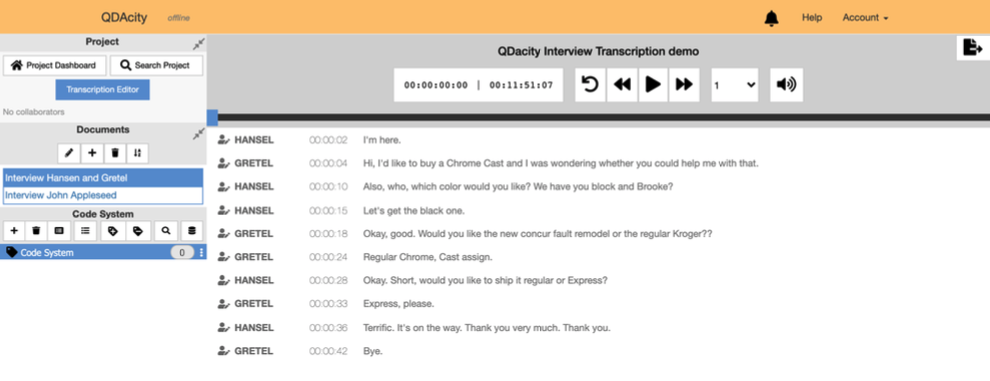 QDAcity offline Help Account
Project
Project Dashboard Search Project
Transcription Editor
No collaborators
Documents
Interview Hansen and Gretel
Interview John Appleseed
Code System
Code System 0
QDacity Interview Transcription demo
00:00:00:00 | 00:11:51:07 1
HANSEL 00:00:02 I'm here.
GRETEL 00:00:04 Hi, I'd like to buy a Chrome Cast and I was wondering whether you could help me with that.
HANSEL 00:00:10 Also, who, which color would you like? We have you block and Brooke?
HANSEL 00:00:15 Let's get the black one.
GRETEL 00:00:18 Okay, good. Would you like the new concur fault remodel or the regular Kroger??
GRETEL 00:00:24 Regular Chrome, Cast assign.
HANSEL 00:00:28 Okay. Short, would you like to ship it regular or Express?
GRETEL 00:00:33 Express, please.
HANSEL 00:00:36 Terrific. It's on the way. Thank you very much. Thank you.
GRETEL 00:00:42 Bye.